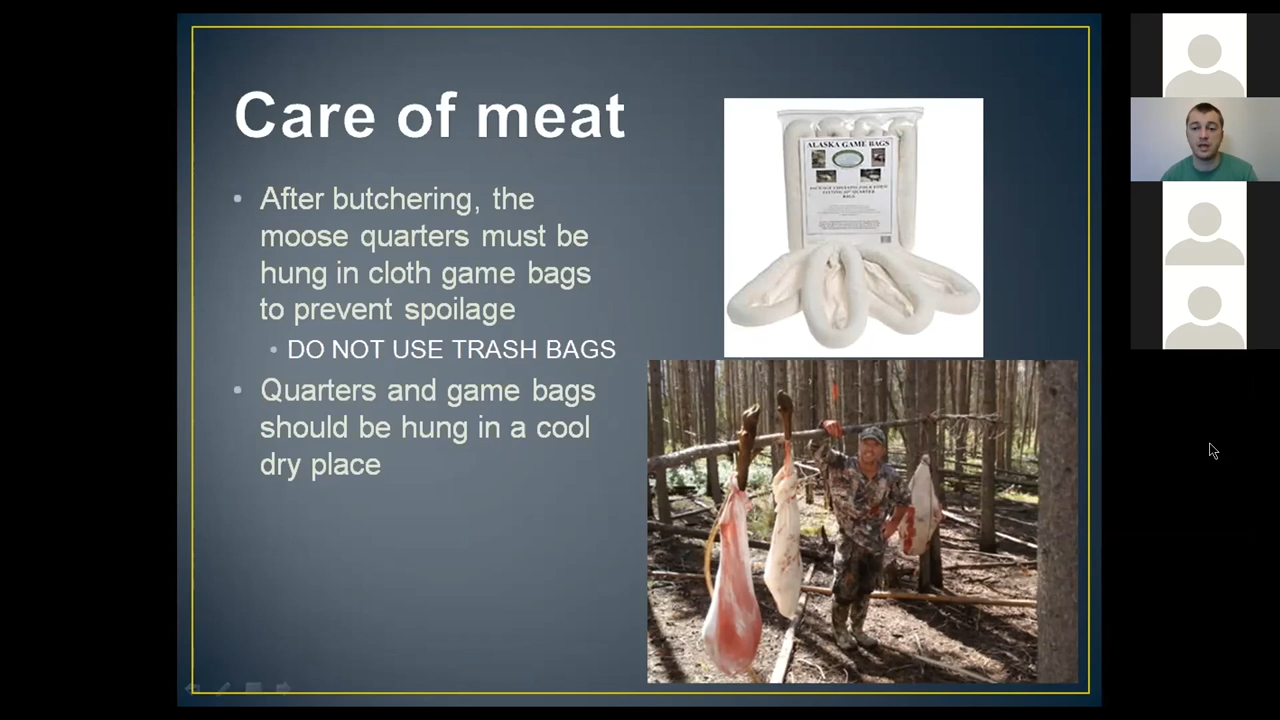 Care of meat
• After butchering, the
moose quarters must be
hung in cloth game bags
to prevent spoilage
• DO NOT USE TRASH BAGS
• Quarters and game bags
should be hung in a cool
dry place
ALASKA GAME BAGS